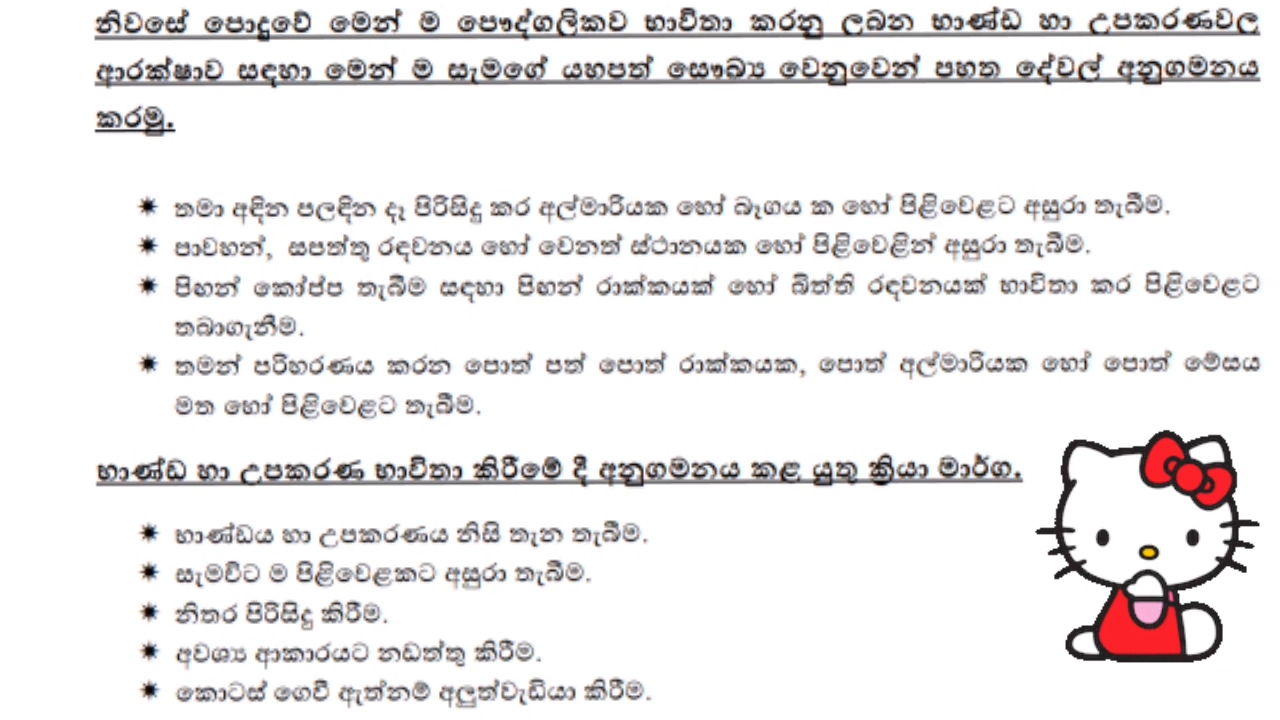 නිවසේ පොදුවේ මෙන් ම පෞද්ගලිකව භාවිතා කරනු ලබන භාණ්ඩ හා උපකරණවල
ආරක්ෂාව සඳහා මෙන් ම සැමගේ යහපත් සෞඛ්‍ය වෙනුවෙන් පහත දේවල් අනුගමනය
කරමු.
✷ තමා අඳින පලඳින දෑ පිරිසිදු කර අල්මාරියක හෝ බෑගය ක හෝ පිළිවෙළට අසුරා තැබීම.
✷ පාවහන්, සපත්තු රඳවනය හෝ වෙනත් ස්ථානයක හෝ පිළිවෙළින් අසුරා තැබීම.
✷ පිඟන් කෝප්ප තැබීම සඳහා පිඟන් රාක්කයක් හෝ බිත්ති රඳවනයක් භාවිතා කර පිළිවෙළට
තබාගැනීම.
✷ තමන් පරිහරණය කරන පොත් පත් පොත් රාක්කයක, පොත් අල්මාරියක හෝ පොත් මේසය
මත හෝ පිළිවෙළට තැබීම.
භාණ්ඩ හා උපකරණ භාවිතා කිරීමේ දී අනුගමනය කළ යුතු ක්‍රියා මාර්ග.
✷ භාණ්ඩය හා උපකරණය නිසි තැන තැබීම.
✷ සැමවිට ම පිළිවෙළකට අසුරා තැබීම.
✷ නිතර පිරිසිදු කිරීම.
✷ අවශ්‍ය ආකාරයට නඩත්තු කිරීම.
✷ කොටස් ගෙවී ඇත්නම් අලුත්වැඩියා කිරීම.